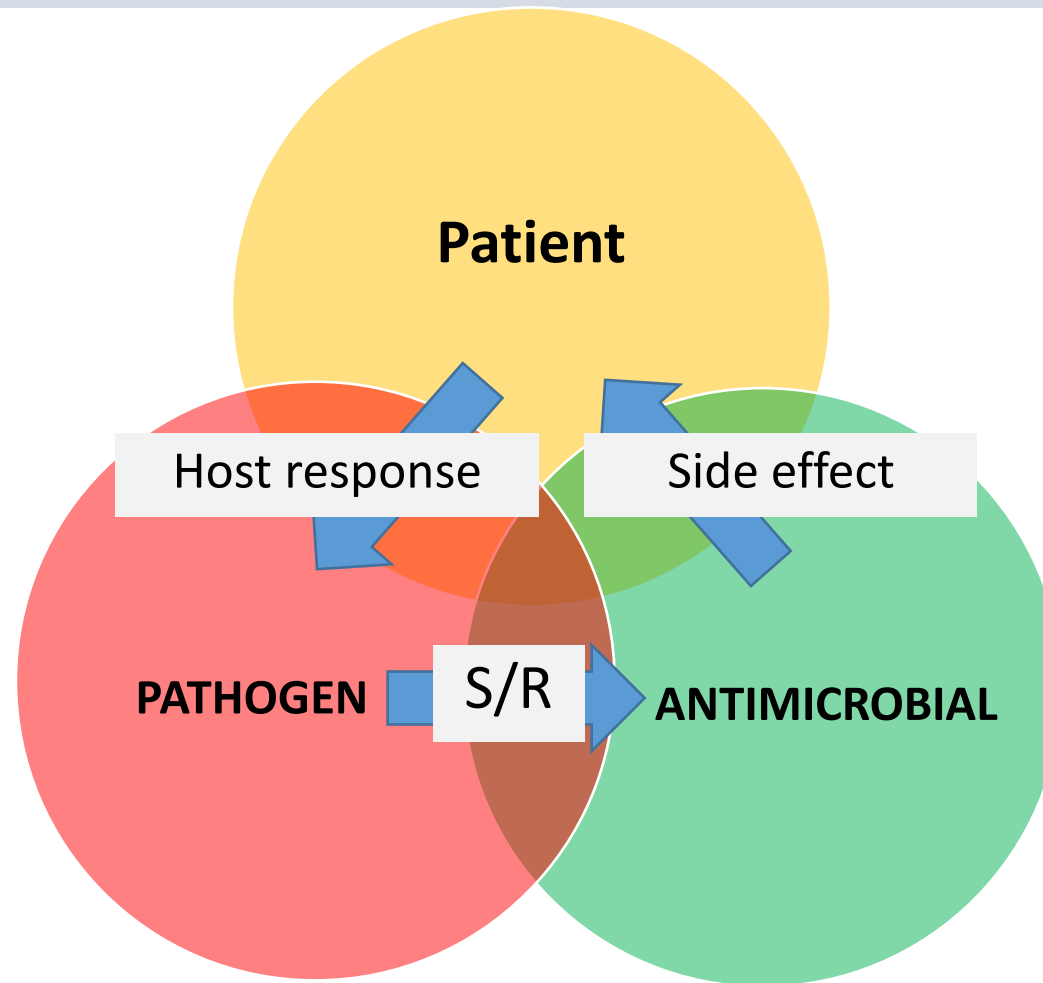 Patient
Host response
Side effect
S/R
PATHOGEN
ANTIMICROBIAL